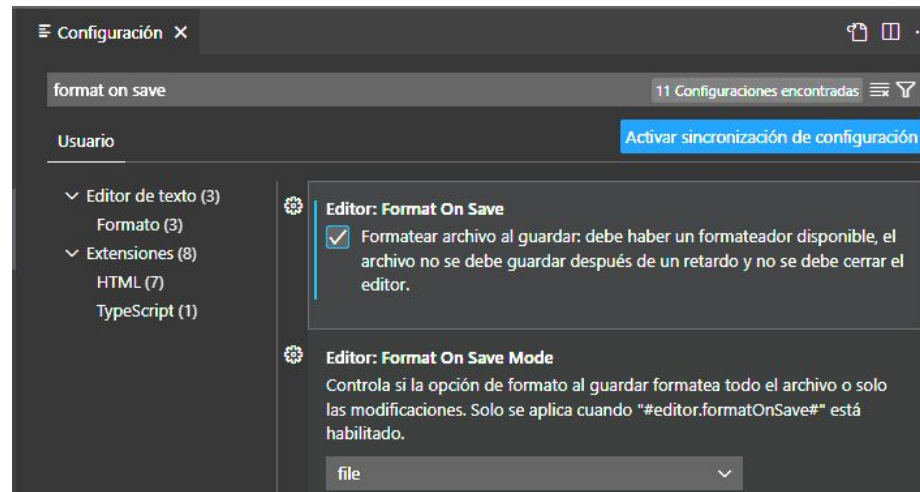 Configuración
format on save
11 Configuraciones encontradas
Usuario
Activar sincronización de configuración
Editor de texto (3)
Formato (3)
Extensiones (8)
HTML (7)
TypeScript (1)
Editor: Format On Save
Formatear archivo al guardar: debe haber un formateador disponible, el
archivo no se debe guardar después de un retardo y no se debe cerrar el
editor.
Editor: Format On Save Mode
Controla si la opción de formato al guardar formatea todo el archivo o solo
las modificaciones. Solo se aplica cuando "#editor.formatOnSave#" está
habilitado.
file